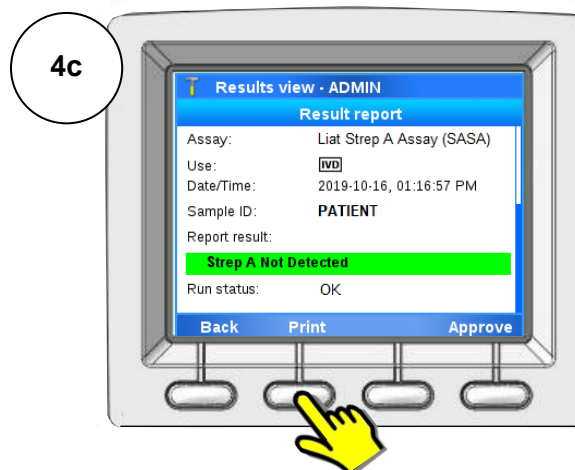 4c
Results view - ADMIN
Result report
Assay: Liat Strep A Assay (SASA)
Use: IVD
Date/Time: 2019-10-16, 01:16:57 PM
Sample ID: PATIENT
Report result:
Strep A Not Detected
Run status: OK
Back Print Approve